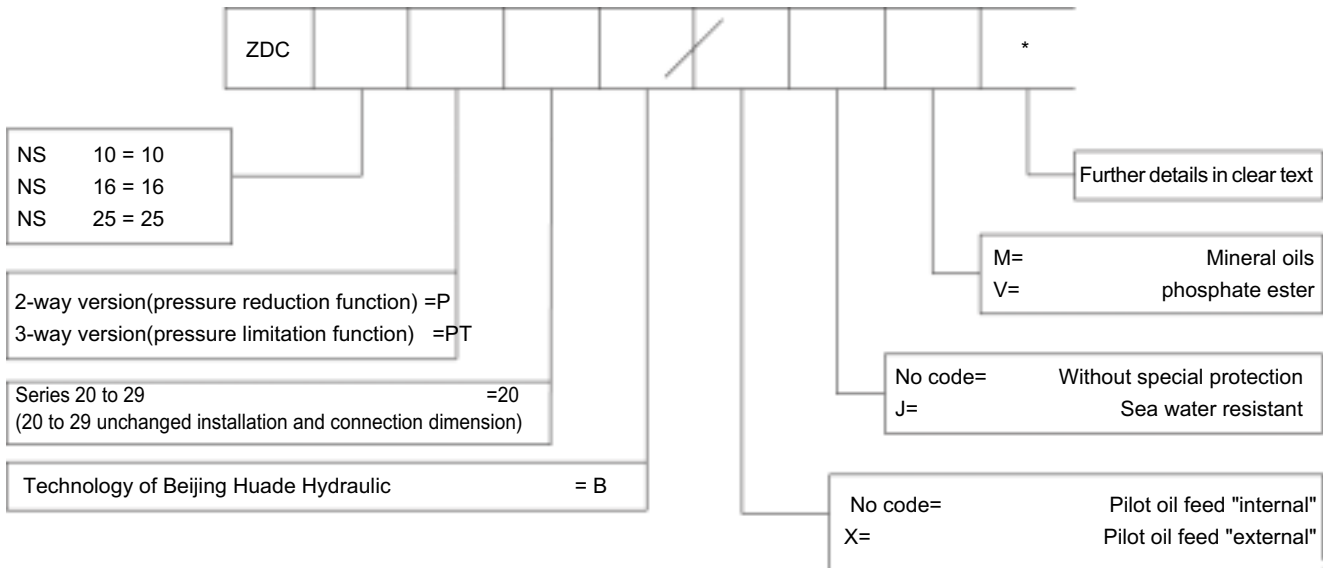 ZDC *
NS 10 = 10
NS 16 = 16
NS 25 = 25
2-way version(pressure reduction function) =P
3-way version(pressure limitation function) =PT
Series 20 to 29 =20
(20 to 29 unchanged installation and connection dimension)
Technology of Beijing Huade Hydraulic = B
Further details in clear text
M= Mineral oils
V= phosphate ester
No code= Without special protection
J= Sea water resistant
No code= Pilot oil feed "internal"
X= Pilot oil feed "external"